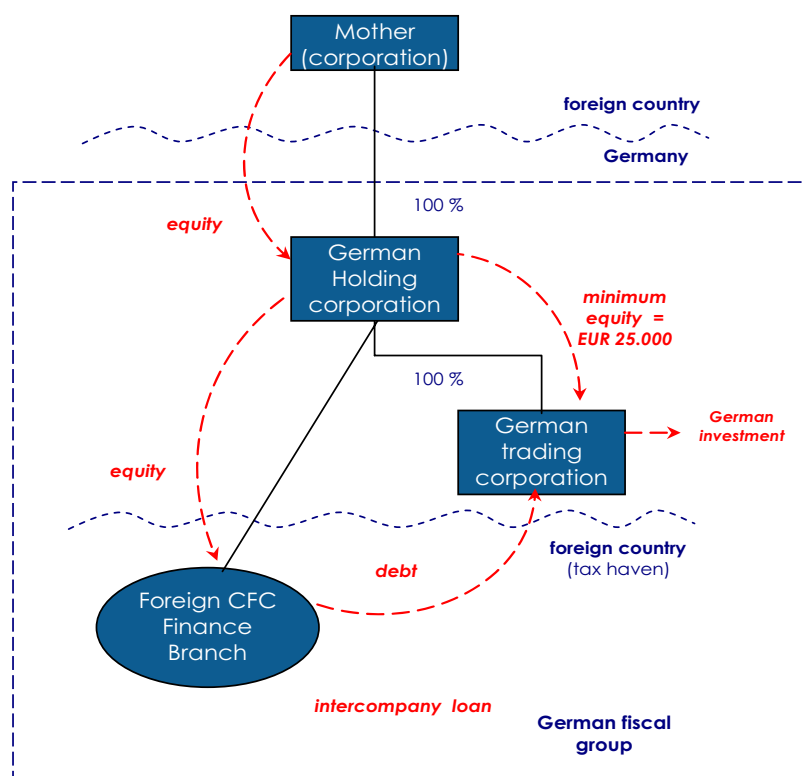 Mother
(corporation)
foreign country
Germany
100 %
equity
German
Holding
corporation
minimum
equity =
EUR 25.000
100 %
German
trading
corporation
German
investment
equity
foreign country
(tax haven)
debt
Foreign CFC
Finance
Branch
intercompany loan
German fiscal
group